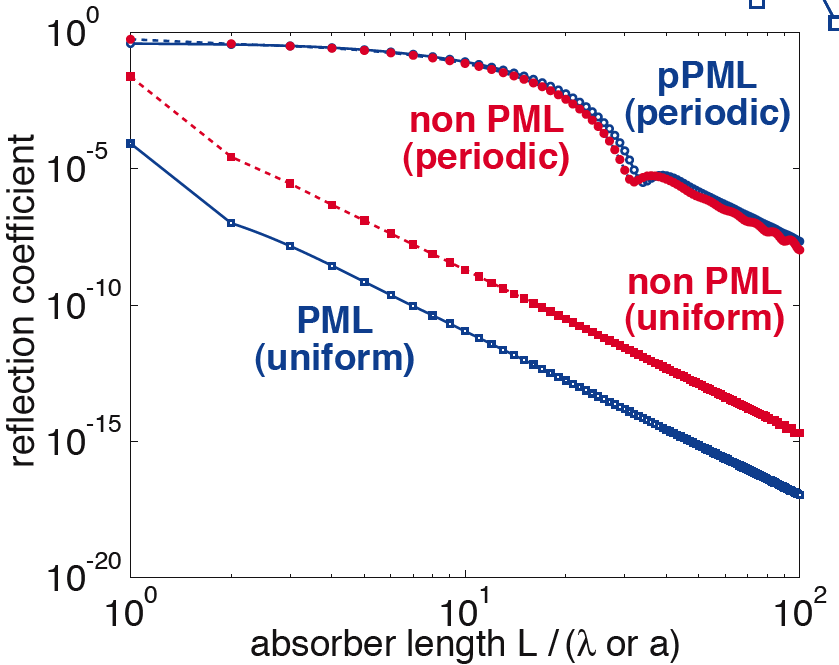 10^0
pPML
(periodic)
non PML
(periodic)
10^-5
reflection coefficient
10^-10
non PML
(uniform)
PML
(uniform)
10^-15
10^-20
10^0
10^1
10^2
absorber length L / (λ or a)